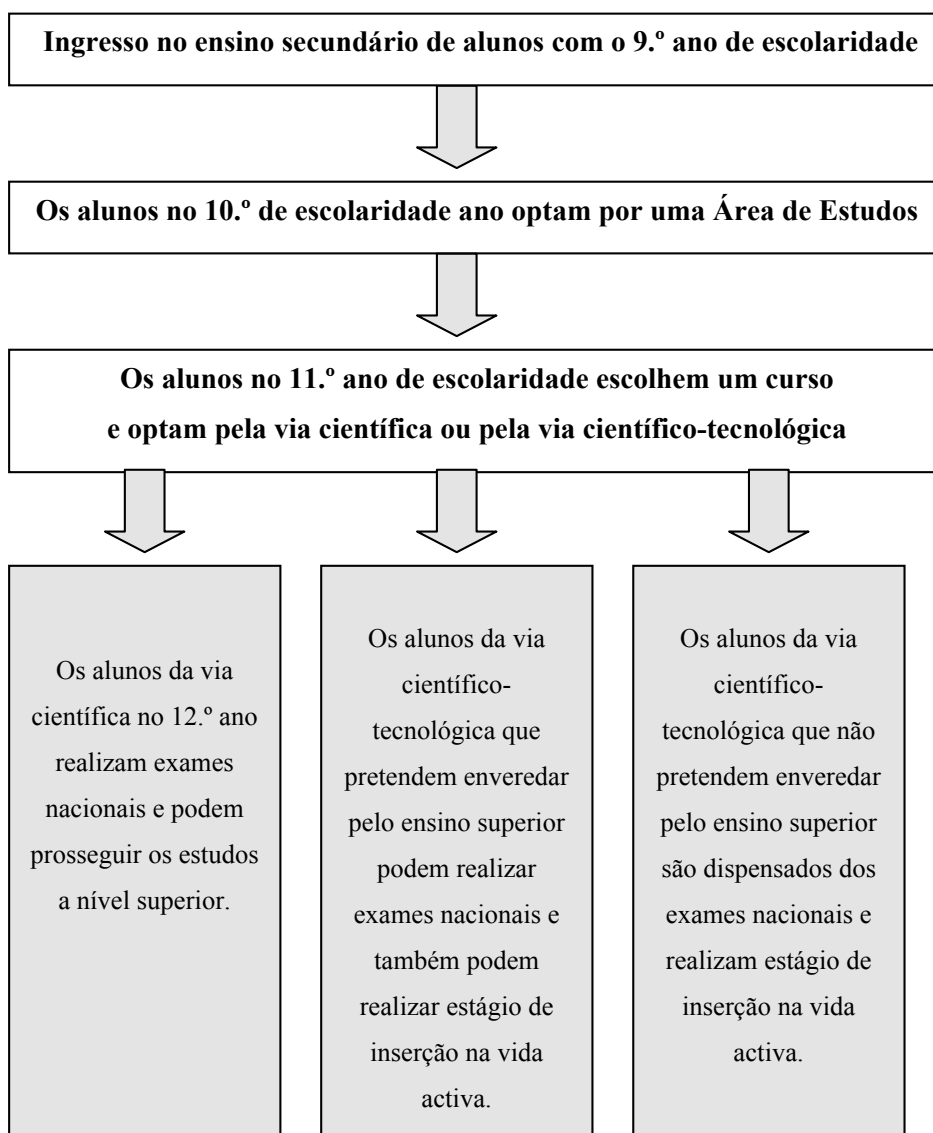 Ingresso no ensino secundário de alunos com o 9.º ano de escolaridade
Os alunos no 10.º de escolaridade ano optam por uma Área de Estudos
Os alunos no 11.º ano de escolaridade escolhem um curso
e optam pela via científica ou pela via científico-tecnológica
Os alunos da via
científica no 12.º ano
realizam exames
nacionais e podem
prosseguir os estudos
a nível superior.
Os alunos da via
científico-
tecnológica que
pretendem enveredar
pelo ensino superior
podem realizar
exames nacionais e
também podem
realizar estágio de
inserção na vida
activa.
Os alunos da via
científico-
tecnológica que não
pretendem enveredar
pelo ensino superior
são dispensados dos
exames nacionais e
realizam estágio de
inserção na vida
activa.